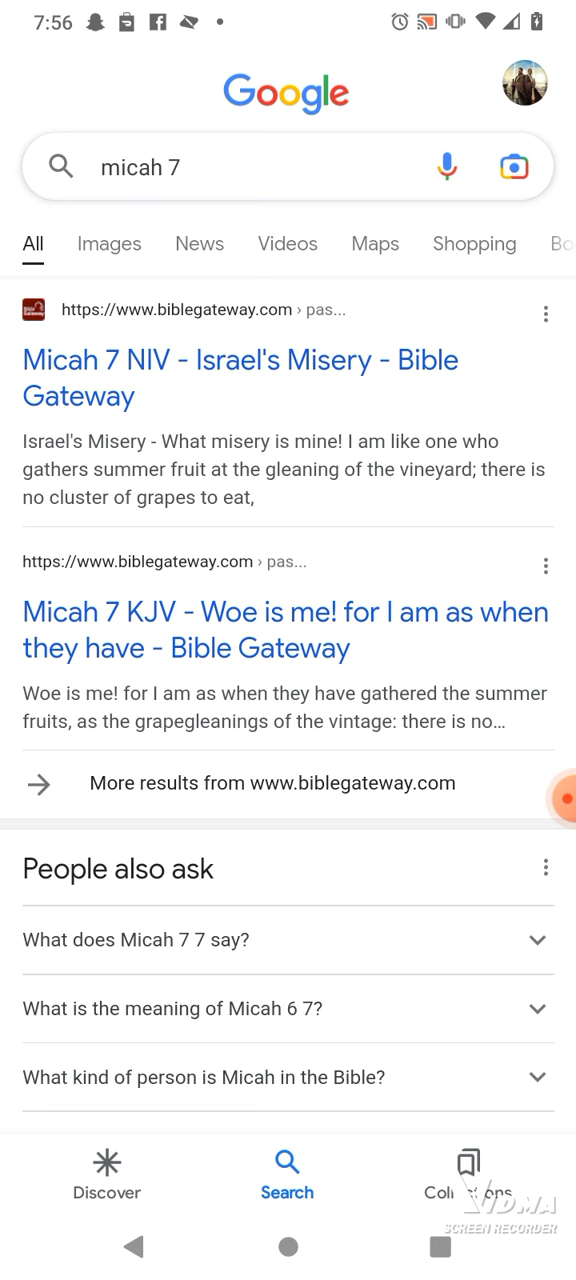 7:56
Google
micah 7
All Images News Videos Maps Shopping Bo
https://www.biblegateway.com › pas...
Micah 7 NIV - Israel's Misery - Bible
Gateway
Israel's Misery - What misery is mine! I am like one who
gathers summer fruit at the gleaning of the vineyard; there is
no cluster of grapes to eat,
https://www.biblegateway.com › pas...
Micah 7 KJV - Woe is me! for I am as when
they have - Bible Gateway
Woe is me! for I am as when they have gathered the summer
fruits, as the grapegleanings of the vintage: there is no...
More results from www.biblegateway.com
People also ask
What does Micah 7 7 say?
What is the meaning of Micah 6 7?
What kind of person is Micah in the Bible?
Discover Search Collections
VIDMA
SCREEN RECORDER